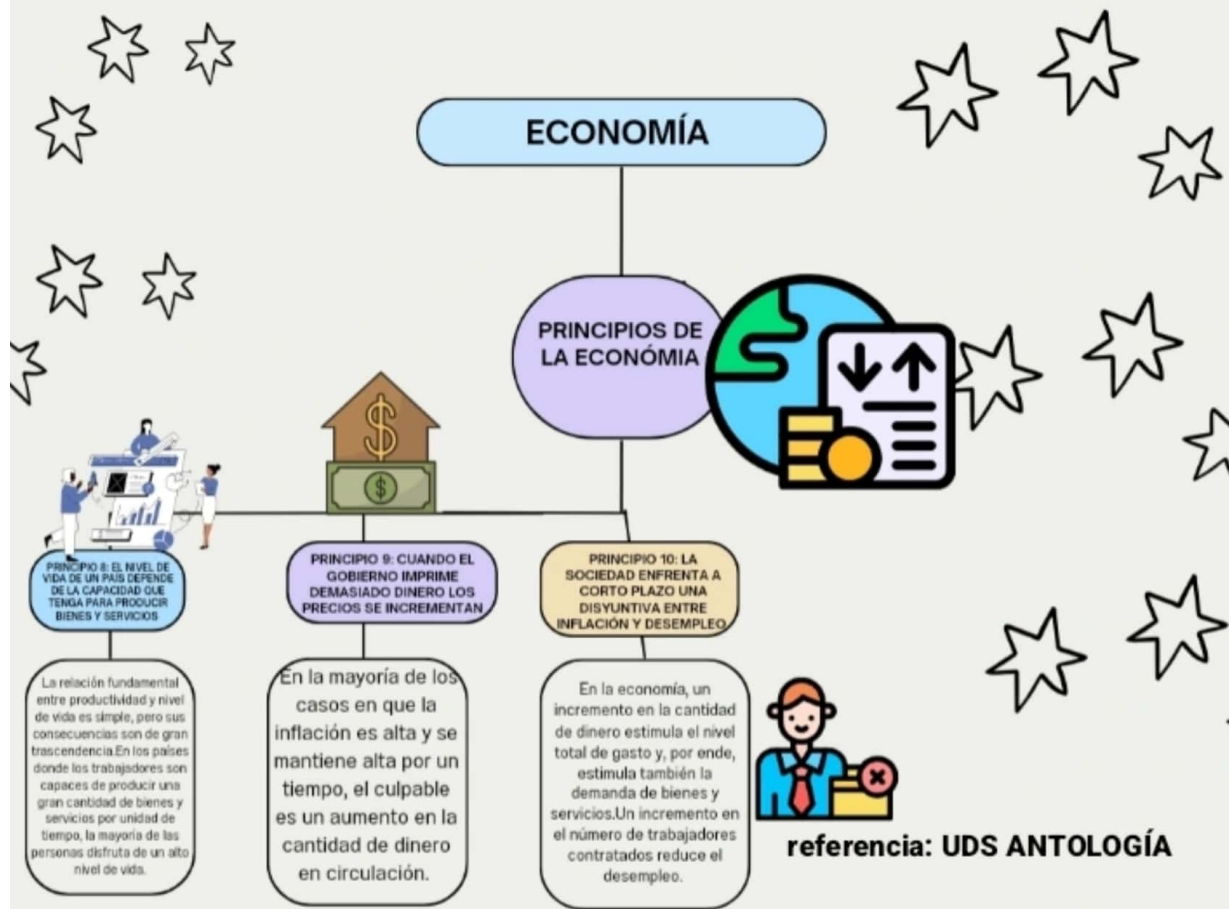 ECONOMÍA
PRINCIPIOS DE
LA ECONÓMIA
PRINCIPIO 8: EL NIVEL DE
VIDA DE UN PAÍS DEPENDE
DE LA CAPACIDAD QUE
TENGA PARA PRODUCIR
BIENES Y SERVICIOS
La relación fundamental
entre productividad y nivel
de vida es simple, pero sus
consecuencias son de gran
trascendencia.En los países
donde los trabajadores son
capaces de producir una
gran cantidad de bienes y
servicios por unidad de
tiempo, la mayoría de las
personas disfruta de un alto
nivel de vida.
PRINCIPIO 9: CUANDO EL
GOBIERNO IMPRIME
DEMASIADO DINERO LOS
PRECIOS SE INCREMENTAN
En la mayoría de los
casos en que la
inflación es alta y se
mantiene alta por un
tiempo, el culpable
es un aumento en la
cantidad de dinero
en circulación.
PRINCIPIO 10: LA
SOCIEDAD ENFRENTA A
CORTO PLAZO UNA
DISYUNTIVA ENTRE
INFLACIÓN Y DESEMPLEO
En la economía, un
incremento en la cantidad
de dinero estimula el nivel
total de gasto y, por ende,
estimula también la
demanda de bienes y
servicios.Un incremento en
el número de trabajadores
contratados reduce el
desempleo.
referencia: UDS ANTOLOGÍA